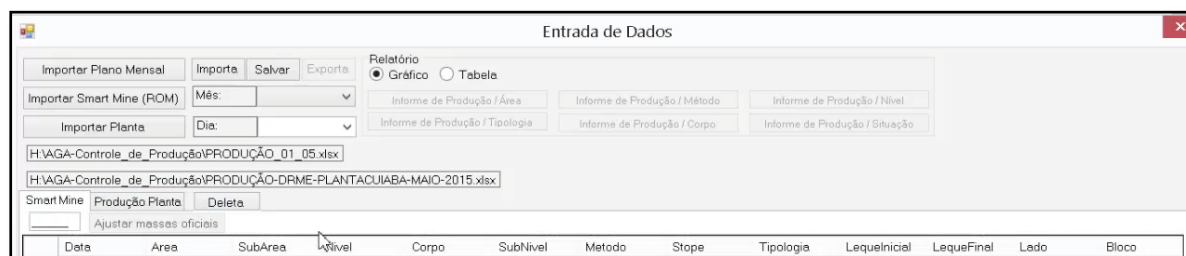 Entrada de Dados
Importar Plano Mensal Importa Salvar Exporta
Relatório
Gráfico Tabela
Importar Smart Mine (ROM) Mês: Informe de Produção / Área Informe de Produção / Método Informe de Produção / Nível
Importar Planta Dia: Informe de Produção / Tipologia Informe de Produção / Corpo Informe de Produção / Situação
H:\AGA-Controle_de_Produção\PRODUÇÃO_01_05.xlsx
H:\AGA-Controle_de_Produção\PRODUÇÃO-DRME-PLANTACUIABA-MAIO-2015.xlsx
Smart Mine Produção Planta Deleta
Ajustar massas oficiais
Data Area SubArea Nivel Corpo SubNivel Metodo Stope Tipologia LequeInicial LequeFinal Lado Bloco